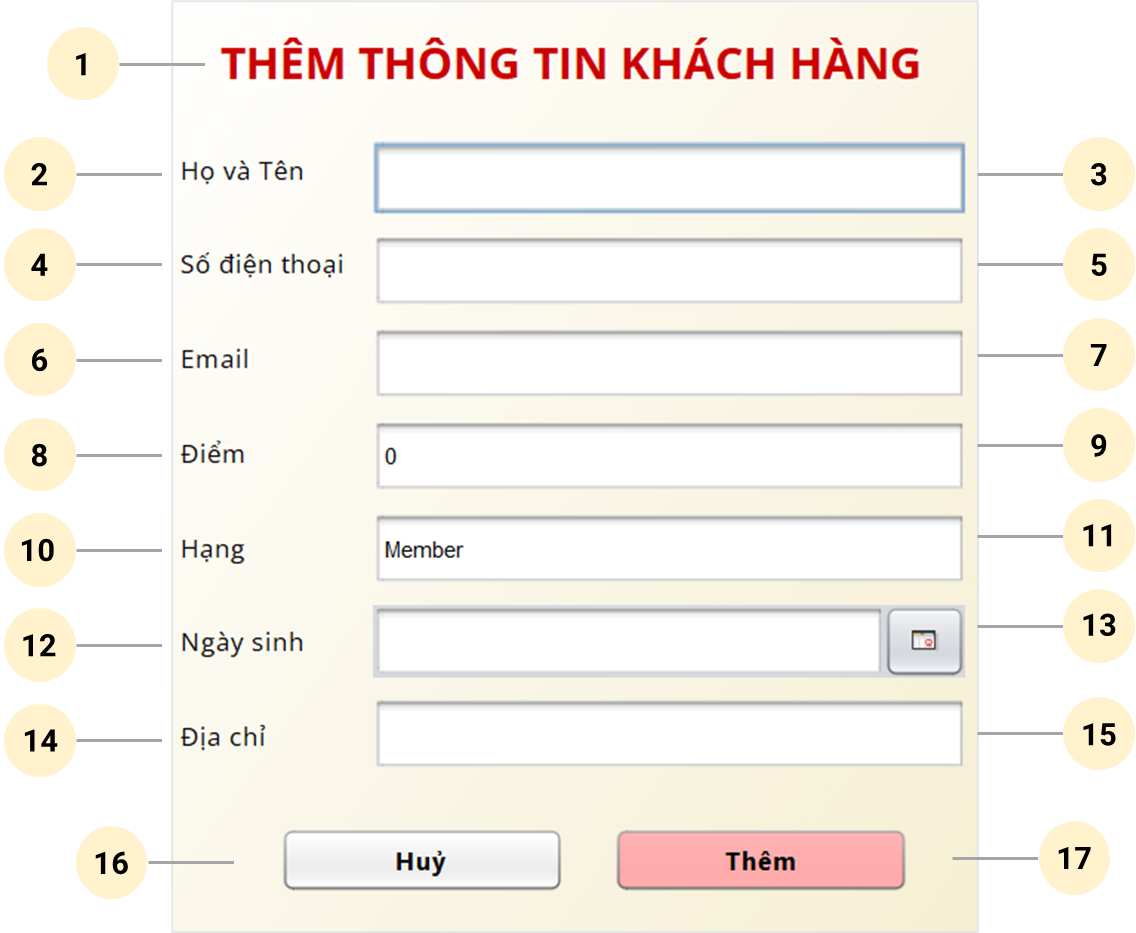 1 THÊM THÔNG TIN KHÁCH HÀNG
2 Họ và Tên 3
4 Số điện thoại 5
6 Email 7
8 Điểm 0 9
10 Hạng Member 11
12 Ngày sinh 13
14 Địa chỉ 15
16 Huỷ Thêm 17